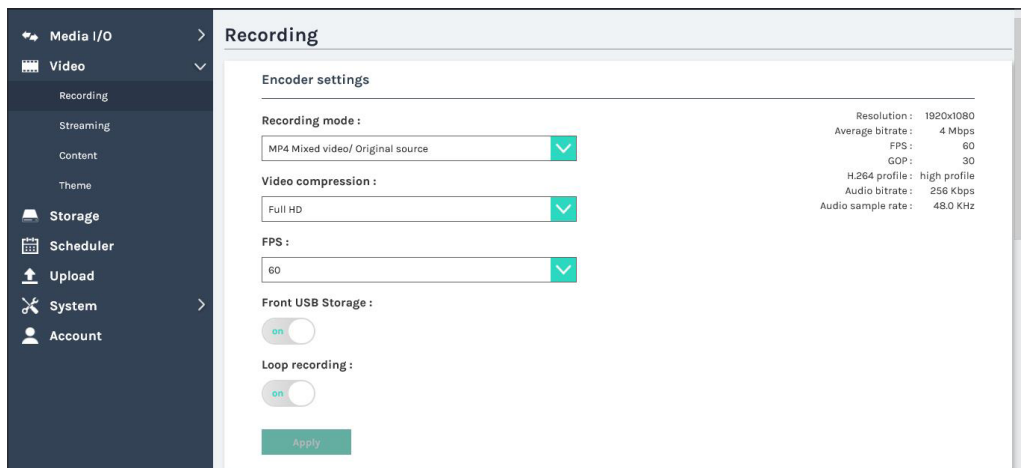 Media I/O
Video
Recording
Streaming
Content
Theme
Storage
Scheduler
Upload
System
Account
Recording
Encoder settings
Recording mode :
MP4 Mixed video/ Original source
Video compression :
Full HD
FPS :
60
Front USB Storage :
on
Loop recording :
on
Apply
Resolution : 1920x1080
Average bitrate : 4 Mbps
FPS : 60
GOP : 30
H.264 profile : high profile
Audio bitrate : 256 Kbps
Audio sample rate : 48.0 KHz